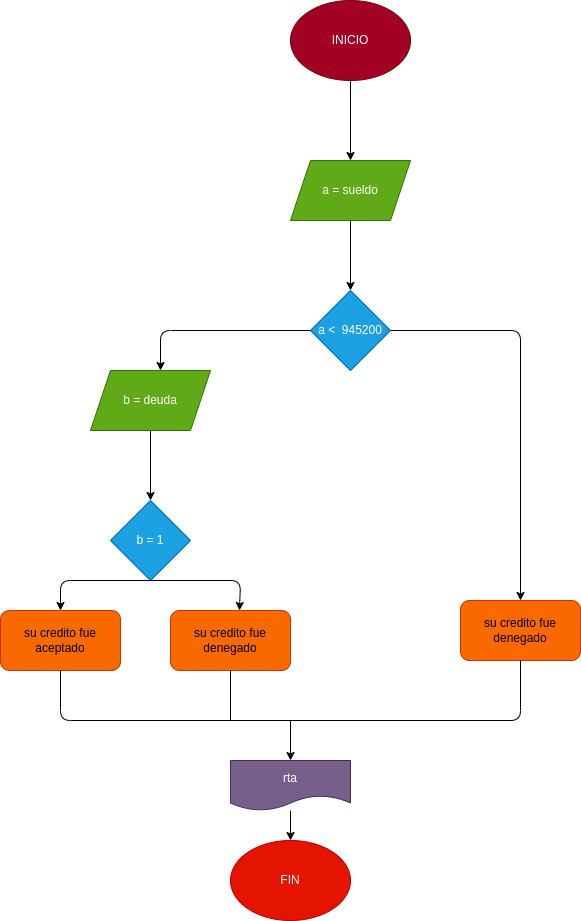 INICIO
a = sueldo
a <  945200
b = deuda
b = 1
su credito fue
aceptado
su credito fue
denegado
su credito fue
denegado
rta
FIN